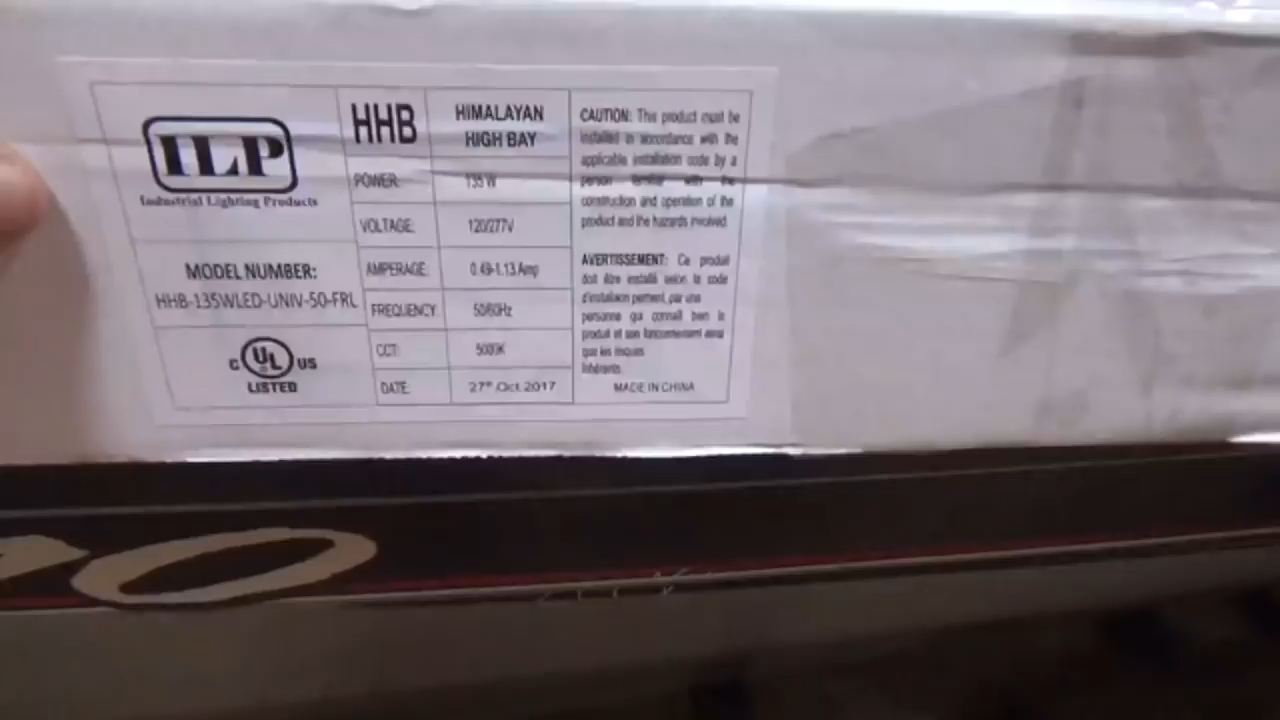 ILP
Industrial Lighting Products
MODEL NUMBER:
HHB-135WLED-UNIV-50-FRL
C UL US
LISTED
HHB HIMALAYAN
HIGH BAY
POWER: 135 W
VOLTAGE: 120/277V
AMPERAGE: 0.49-1.13 Amp
FREQUENCY: 50/60Hz
CCT: 5000K
DATE: 27th Oct 2017
CAUTION: This product must be
installed in accordance with the
applicable installation code by a
person familiar with the
construction and operation of the
product and the hazards involved.
AVERTISSEMENT: Ce produit
doit être installé selon le code
d'installacin pertment, par une
personne qui connaît bien le
produit et son fonconnement ainsi
que les risques
Inhérents.
MADE IN CHINA